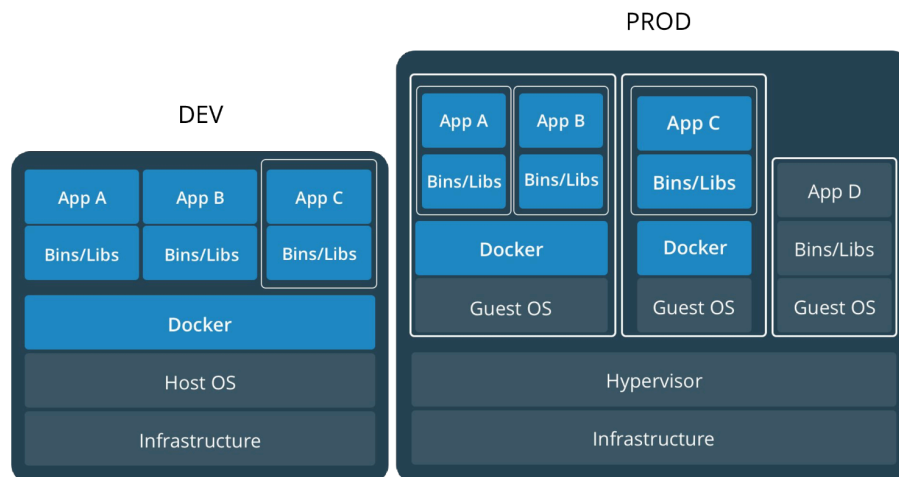 DEV
App A
App B
App C
Bins/Libs
Bins/Libs
Bins/Libs
Docker
Host OS
Infrastructure
PROD
App A
App B
Bins/Libs
Bins/Libs
Docker
Guest OS
App C
Bins/Libs
Docker
Guest OS
App D
Bins/Libs
Guest OS
Hypervisor
Infrastructure